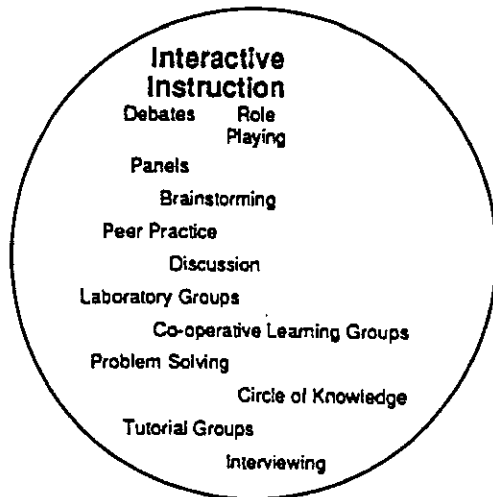 Interactive
Instruction
Debates Role
Playing
Panels
Brainstorming
Peer Practice
Discussion
Laboratory Groups
Co-operative Learning Groups
Problem Solving
Circle of Knowledge
Tutorial Groups
Interviewing